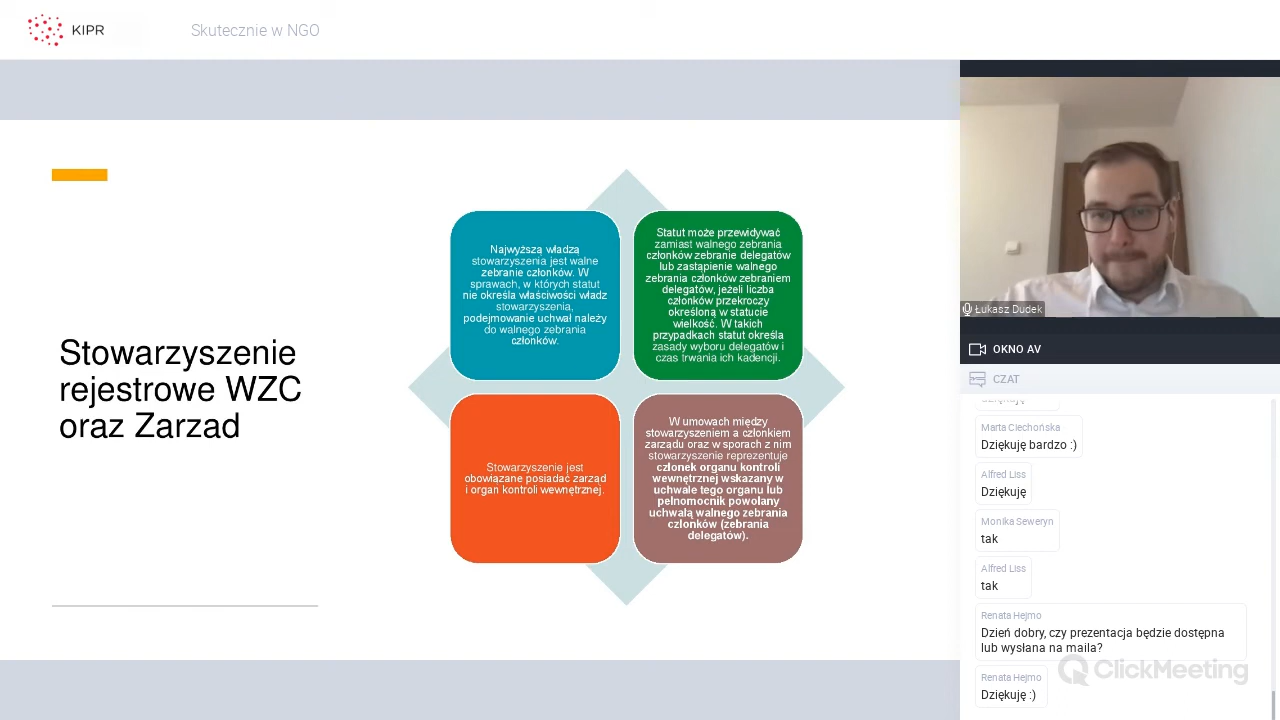 KIPR
Skutecznie w NGO
Stowarzyszenie
rejestrowe WZC
oraz Zarzad
Najwyższą władzą
stowarzyszenia jest walne
zebranie członków. W
sprawach, w których statut
nie określa właściwości władz
stowarzyszenia,
podejmowanie uchwał należy
do walnego zebrania
członków.
Statut może przewidywać
zamiast walnego zebrania
członków zebranie delegatów
lub zastąpienie walnego
zebrania członków zebraniem
delegatów, jeżeli liczba
członków przekroczy
określoną w statucie
wielkość. W takich
przypadkach statut określa
zasady wyboru delegatów i
czas trwania ich kadencji.
Stowarzyszenie jest
obowiązane posiadać zarząd
i organ kontroli wewnętrznej.
W umowach między
stowarzyszeniem a członkiem
zarządu oraz w sporach z nim
stowarzyszenie reprezentuje
członek organu kontroli
wewnętrznej wskazany w
uchwale tego organu lub
pełnomocnik powołany
uchwałą walnego zebrania
członków (zebrania
delegatów).
Łukasz Dudek
OKNO AV
CZAT
Marta Ciechońska
Dziękuję bardzo :)
Alfred Liss
Dziękuję
Monika Seweryn
tak
Alfred Liss
tak
Renata Hejmo
Dzień dobry, czy prezentacja będzie dostępna
lub wysłana na maila?
Renata Hejmo
Dziękuję :)
ClickMeeting